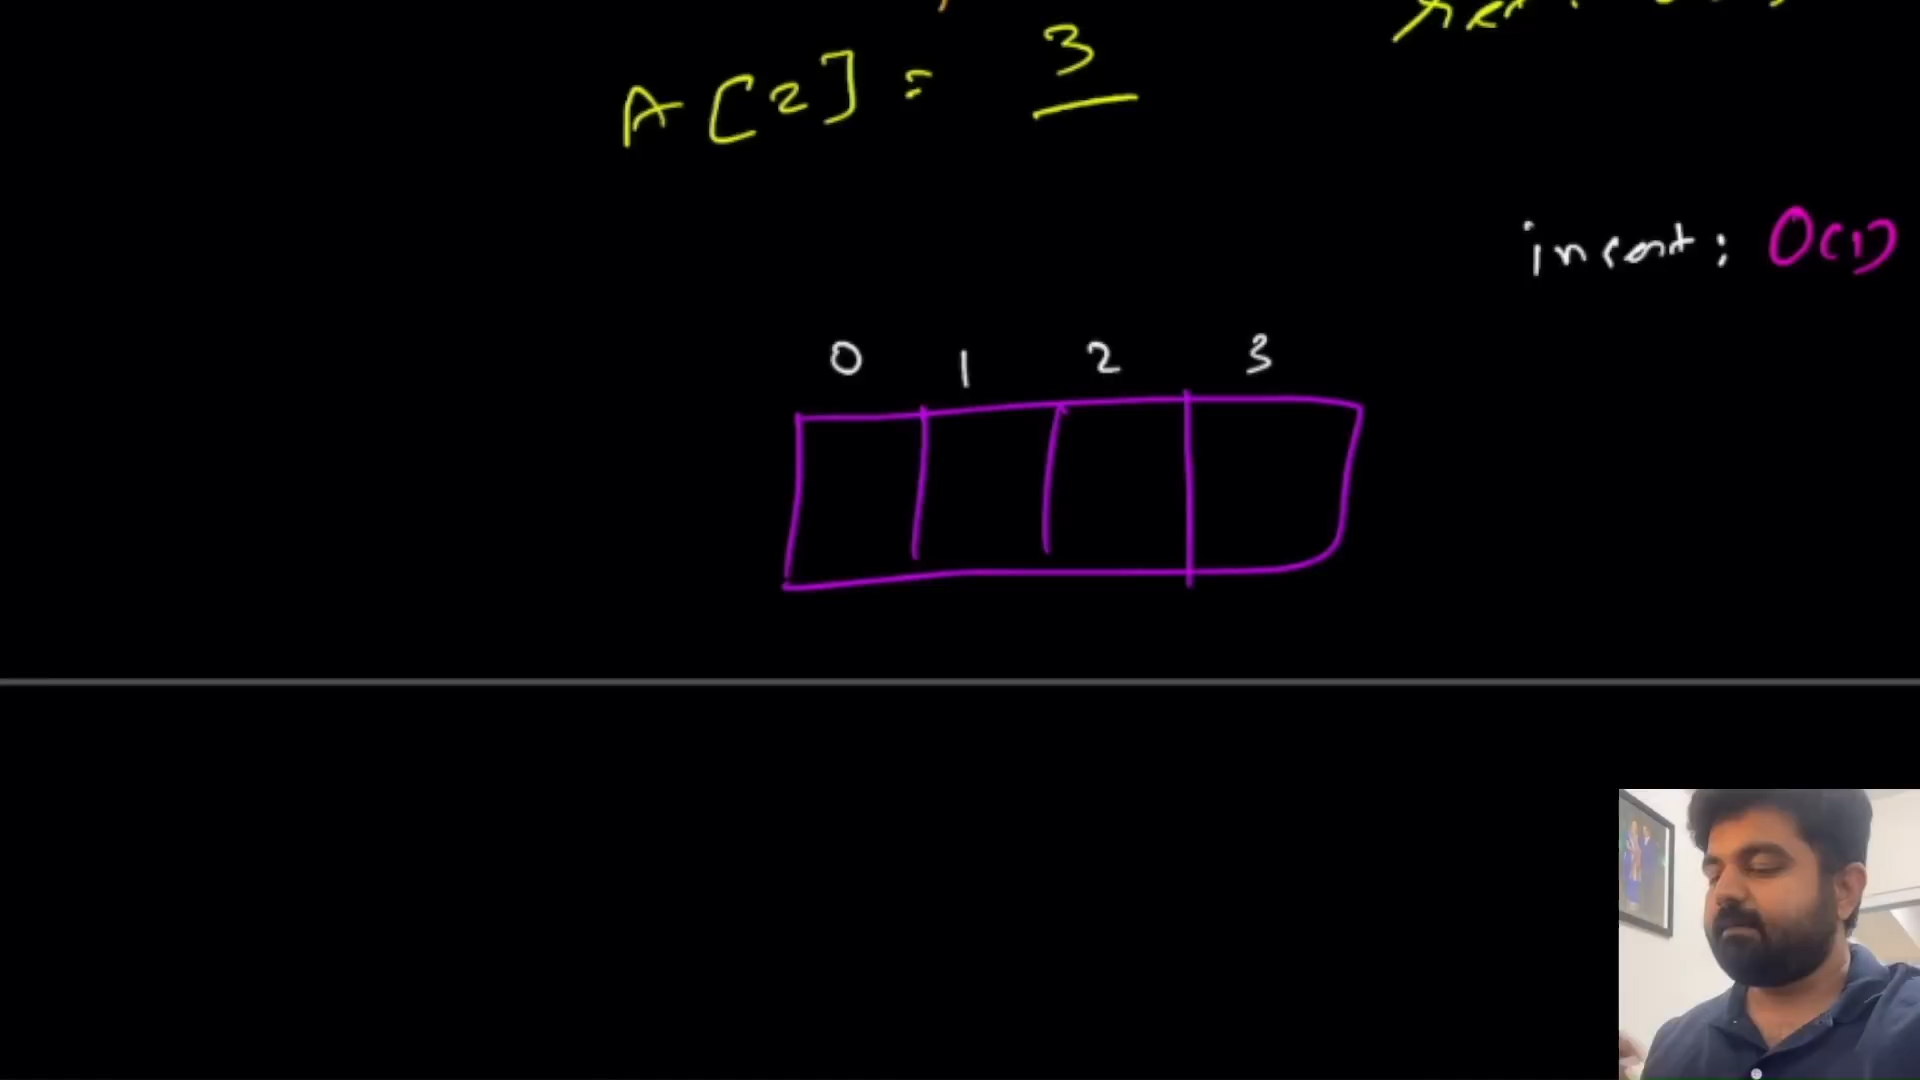 A[2] = 3
insert: O(1)
0 1 2 3